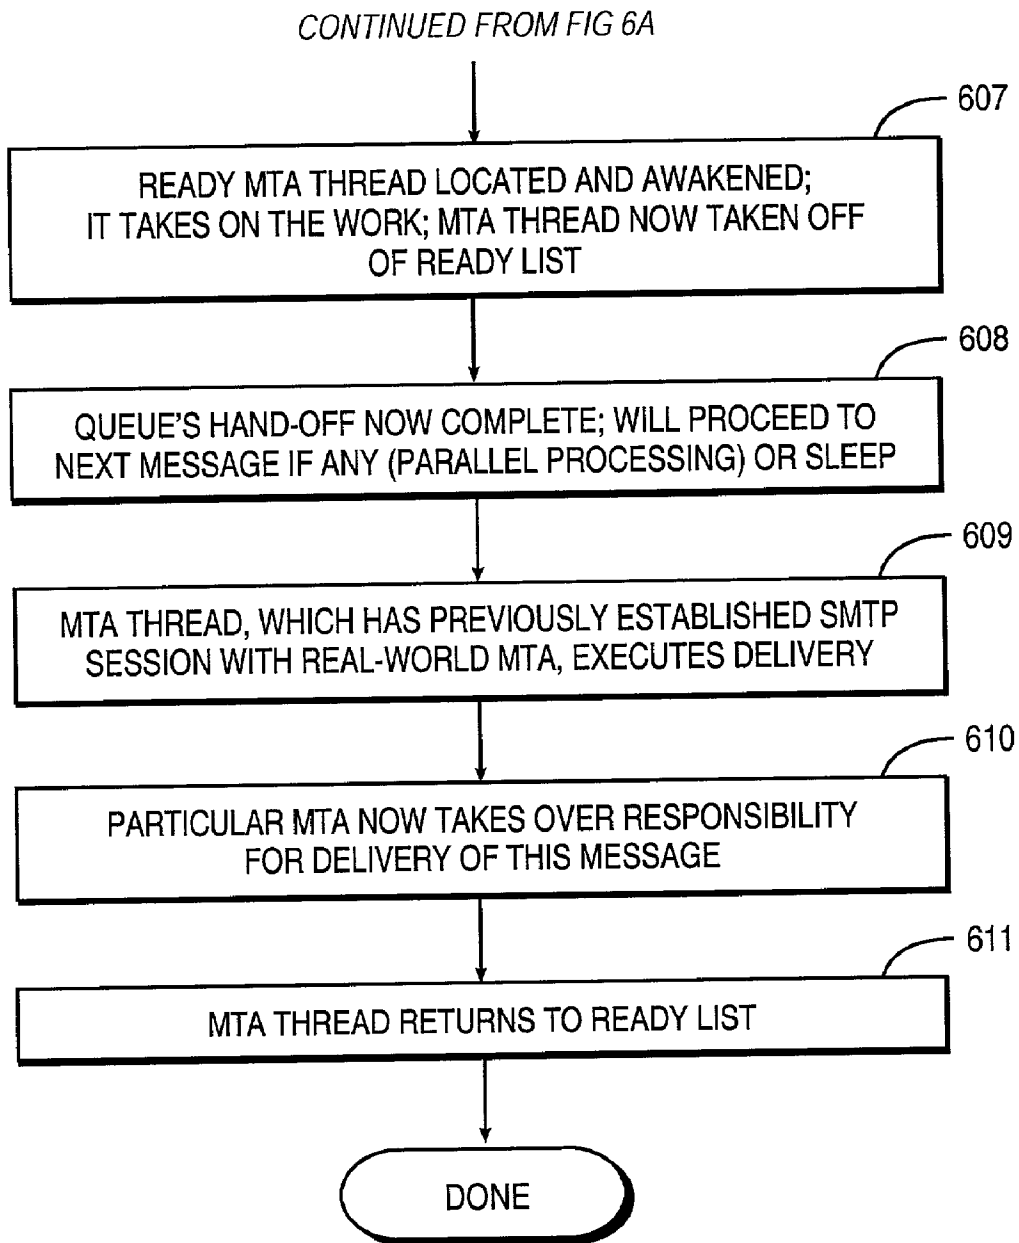 CONTINUED FROM FIG 6A
607
READY MTA THREAD LOCATED AND AWAKENED;
IT TAKES ON THE WORK; MTA THREAD NOW TAKEN OFF
OF READY LIST
608
QUEUE'S HAND-OFF NOW COMPLETE; WILL PROCEED TO
NEXT MESSAGE IF ANY (PARALLEL PROCESSING) OR SLEEP
609
MTA THREAD, WHICH HAS PREVIOUSLY ESTABLISHED SMTP
SESSION WITH REAL-WORLD MTA, EXECUTES DELIVERY
610
PARTICULAR MTA NOW TAKES OVER RESPONSIBILITY
FOR DELIVERY OF THIS MESSAGE
611
MTA THREAD RETURNS TO READY LIST
DONE